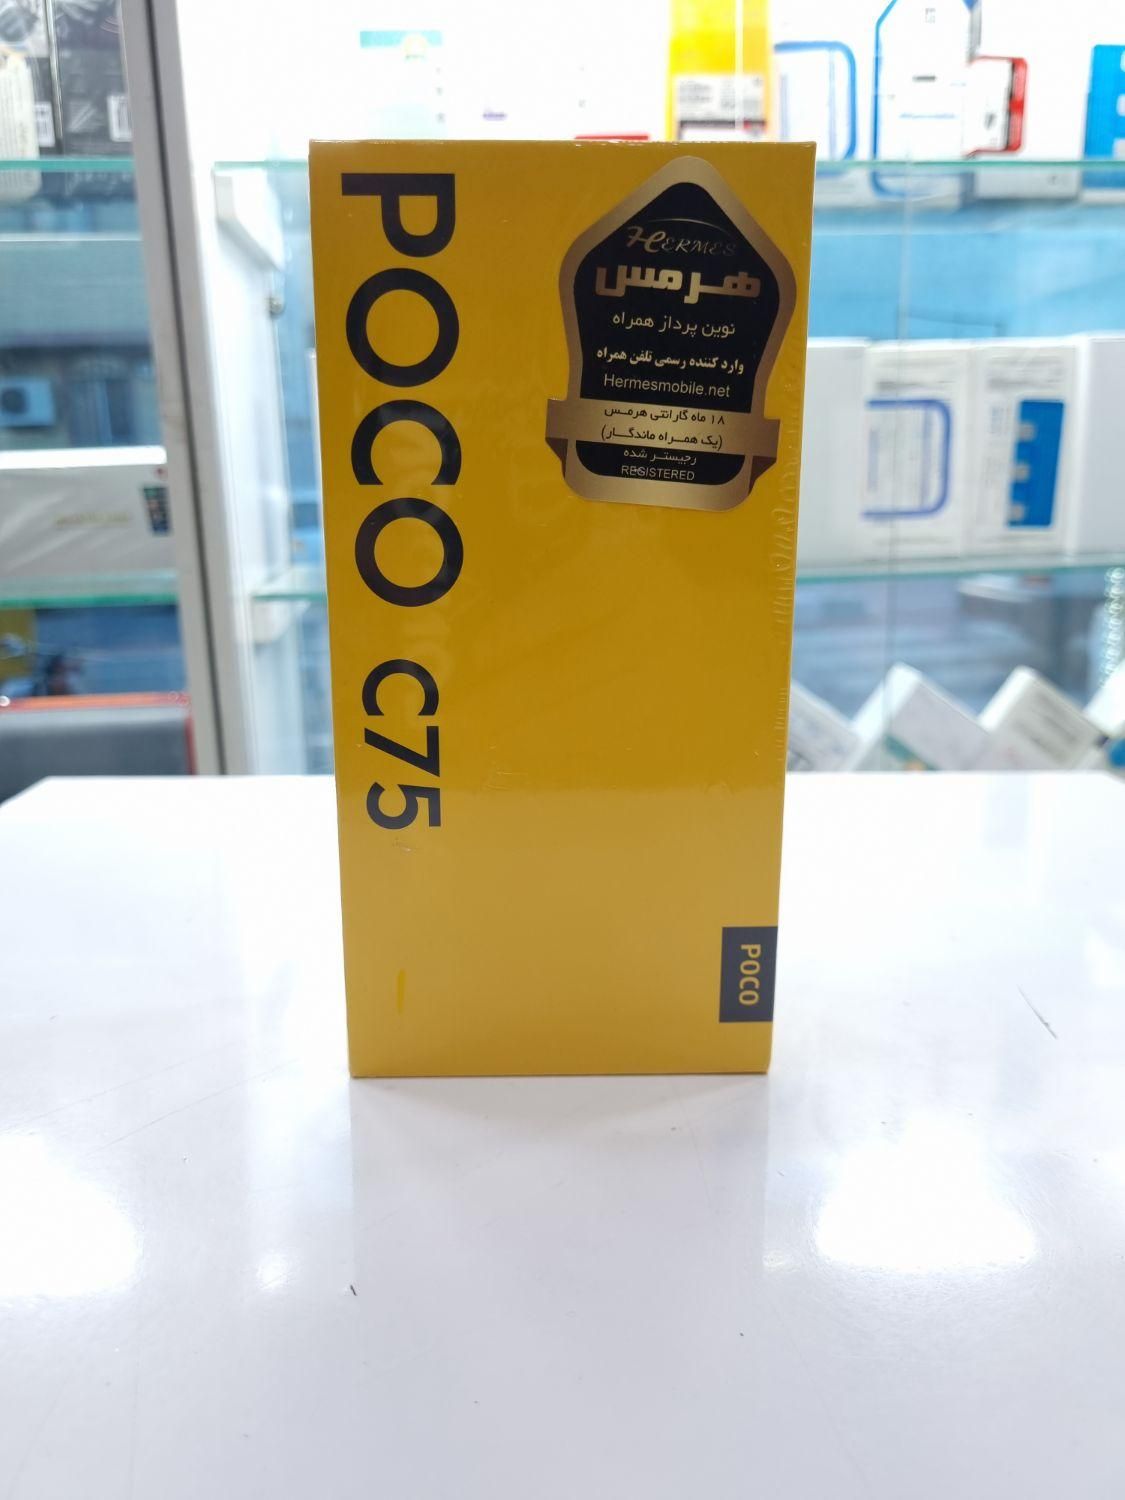 POCO C75
HERMES
هرمس
نوین پرداز همراه
وارد کننده رسمی تلفن همراه
Hermesmobile.net
۱۸ ماه گارانتی هرمس
(یک همراه ماندگار)
رجیستر شده
REGISTERED
POCO